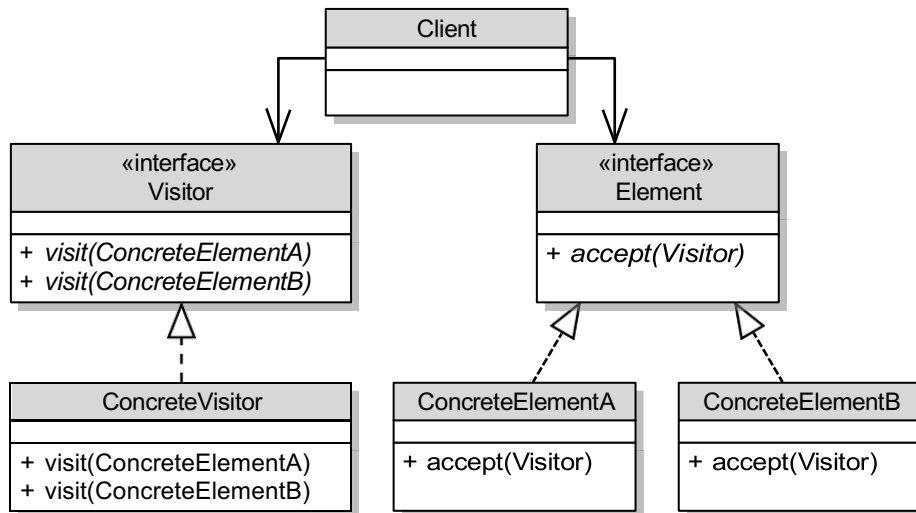 Client
«interface»
Visitor
+ visit(ConcreteElementA)
+ visit(ConcreteElementB)
«interface»
Element
+ accept(Visitor)
ConcreteVisitor
+ visit(ConcreteElementA)
+ visit(ConcreteElementB)
ConcreteElementA
+ accept(Visitor)
ConcreteElementB
+ accept(Visitor)